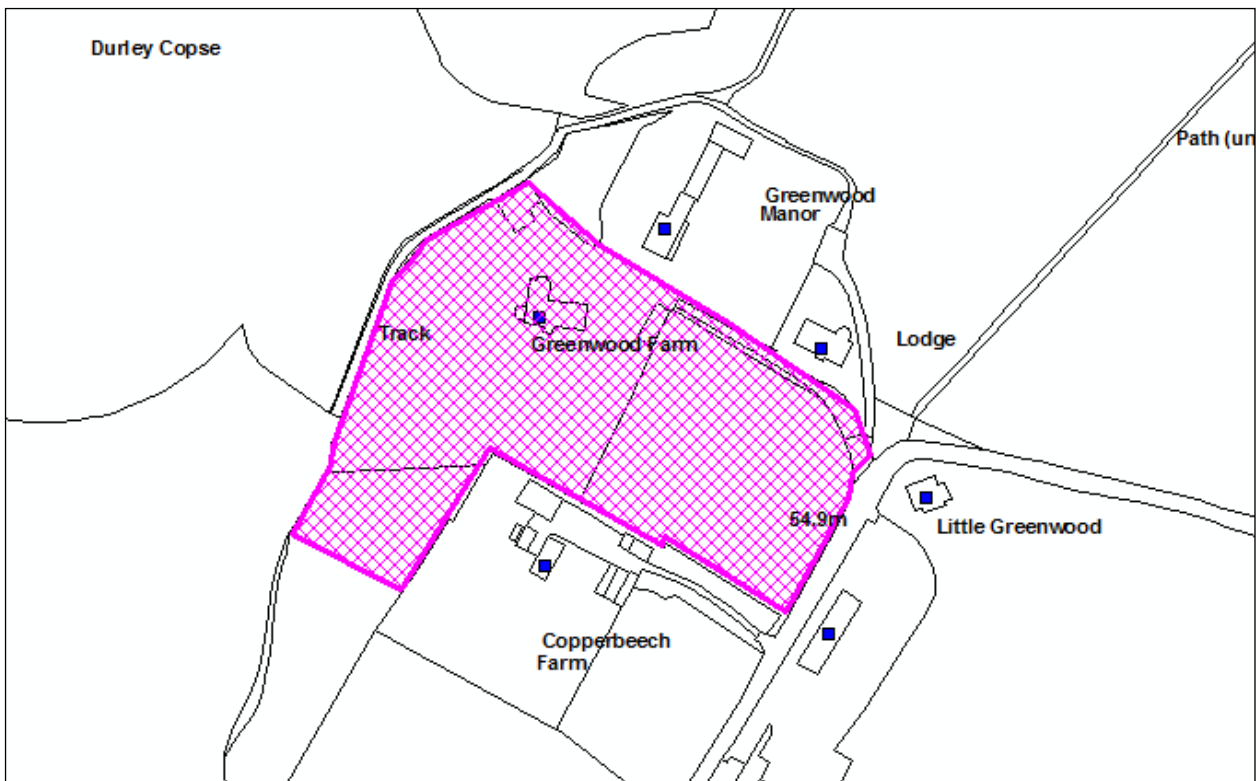 Durley Copse
Path (un
Greenwood
Manor
Track
Greenwood Farm
Lodge
54.9m
Little Greenwood
Copperbeech
Farm